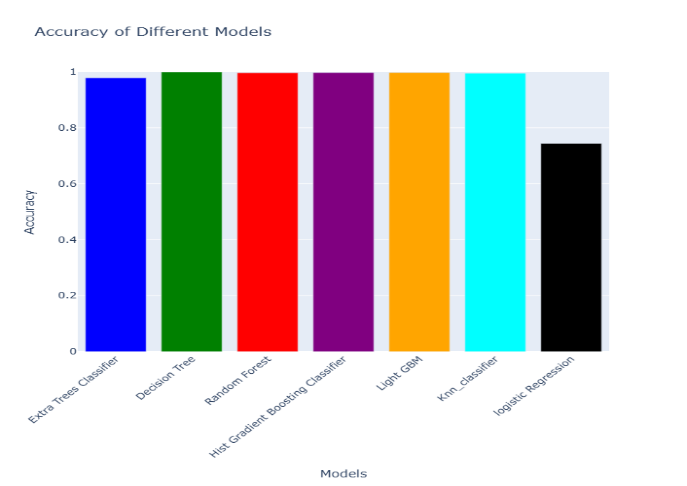 Accuracy of Different Models
1
0.8
0.6
0.4
0.2
0
Accuracy
Extra Trees Classifier
Decision Tree
Random Forest
Hist Gradient Boosting Classifier
Light GBM
Knn_classifier
logistic Regression
Models